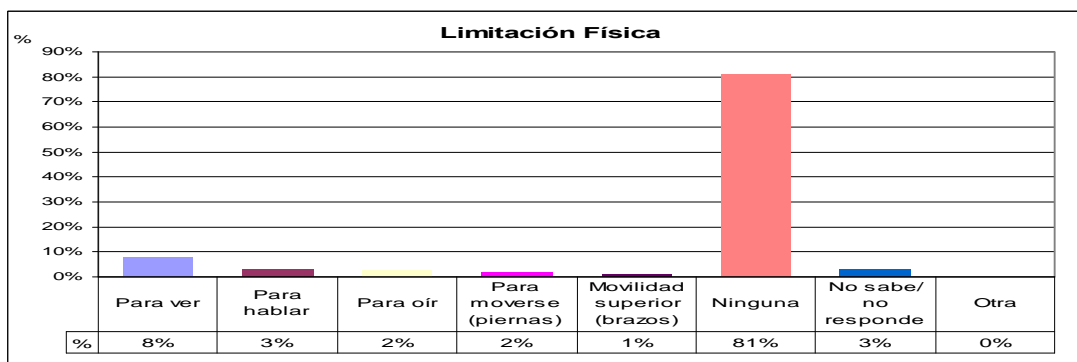 Limitación Física
%
90%
80%
70%
60%
50%
40%
30%
20%
10%
0%
Para ver
Para hablar
Para oír
Para moverse (piernas)
Movilidad superior (brazos)
Ninguna
No sabe/ no responde
Otra
% 8% 3% 2% 2% 1% 81% 3% 0%